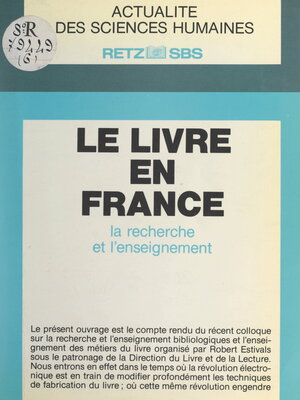 ACTUALITE
DES SCIENCES HUMAINES
RETZ SBS
8° R
79449
(6)
LE LIVRE
EN
FRANCE
la recherche
et l'enseignement
Le présent ouvrage est le compte rendu du récent colloque
sur la recherche et l'enseignement bibliologiques et l'ensei-
gnement des métiers du livre organisé par Robert Estivals
sous le patronage de la Direction du Livre et de la Lecture.
Nous entrons en effet dans le temps où la révolution électro-
nique est en train de modifier profondément les techniques
de fabrication du livre ; où cette même révolution engendre